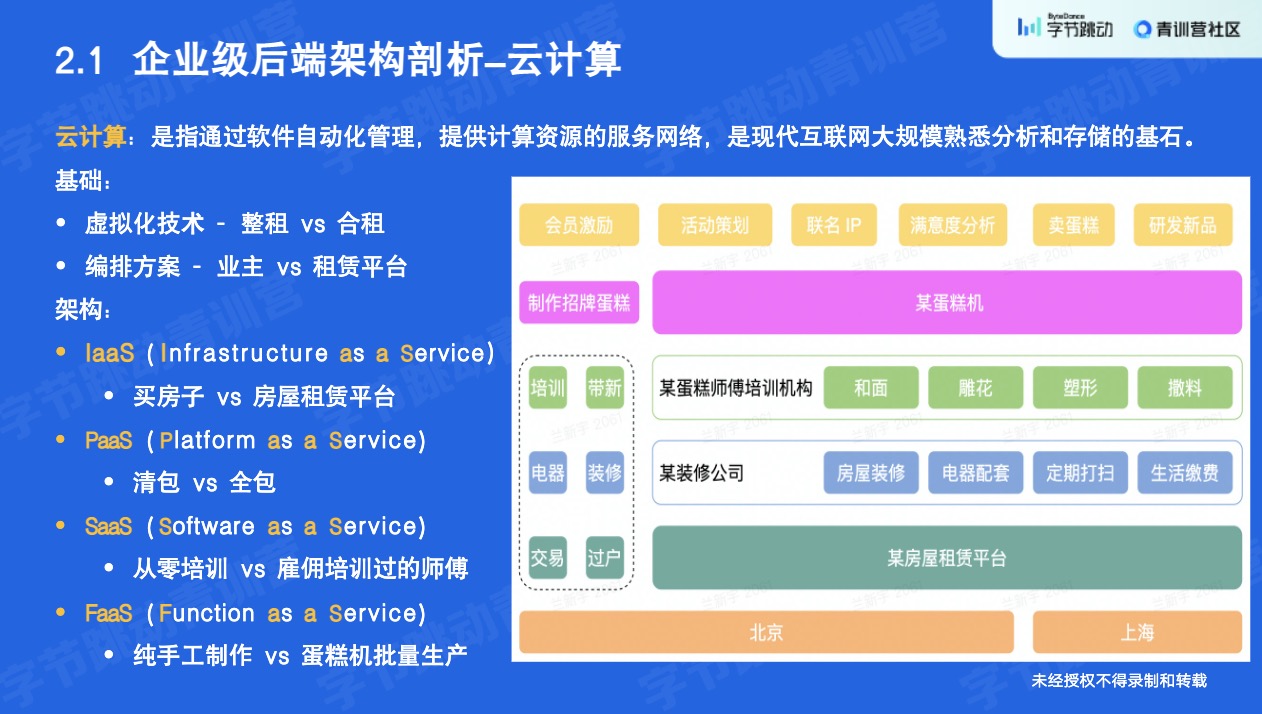 ByteDance
字节跳动 青训营社区
2.1 企业级后端架构剖析-云计算
云计算：是指通过软件自动化管理，提供计算资源的服务网络，是现代互联网大规模熟悉分析和存储的基石。
基础：
• 虚拟化技术 - 整租 vs 合租
• 编排方案 - 业主 vs 租赁平台
架构：
• IaaS (Infrastructure as a Service)
• 买房子 vs 房屋租赁平台
• PaaS (Platform as a Service)
• 清包 vs 全包
• SaaS (Software as a Service)
• 从零培训 vs 雇佣培训过的师傅
• FaaS (Function as a Service)
• 纯手工制作 vs 蛋糕机批量生产
会员激励 活动策划 联名 IP 满意度分析 卖蛋糕 研发新品
制作招牌蛋糕 某蛋糕机
培训 带新 某蛋糕师傅培训机构 和面 雕花 塑形 撒料
电器 装修 某装修公司 房屋装修 电器配套 定期打扫 生活缴费
交易 过户 某房屋租赁平台
北京 上海
未经授权不得录制和转载
字节跳动青训营
兰新宇 2061